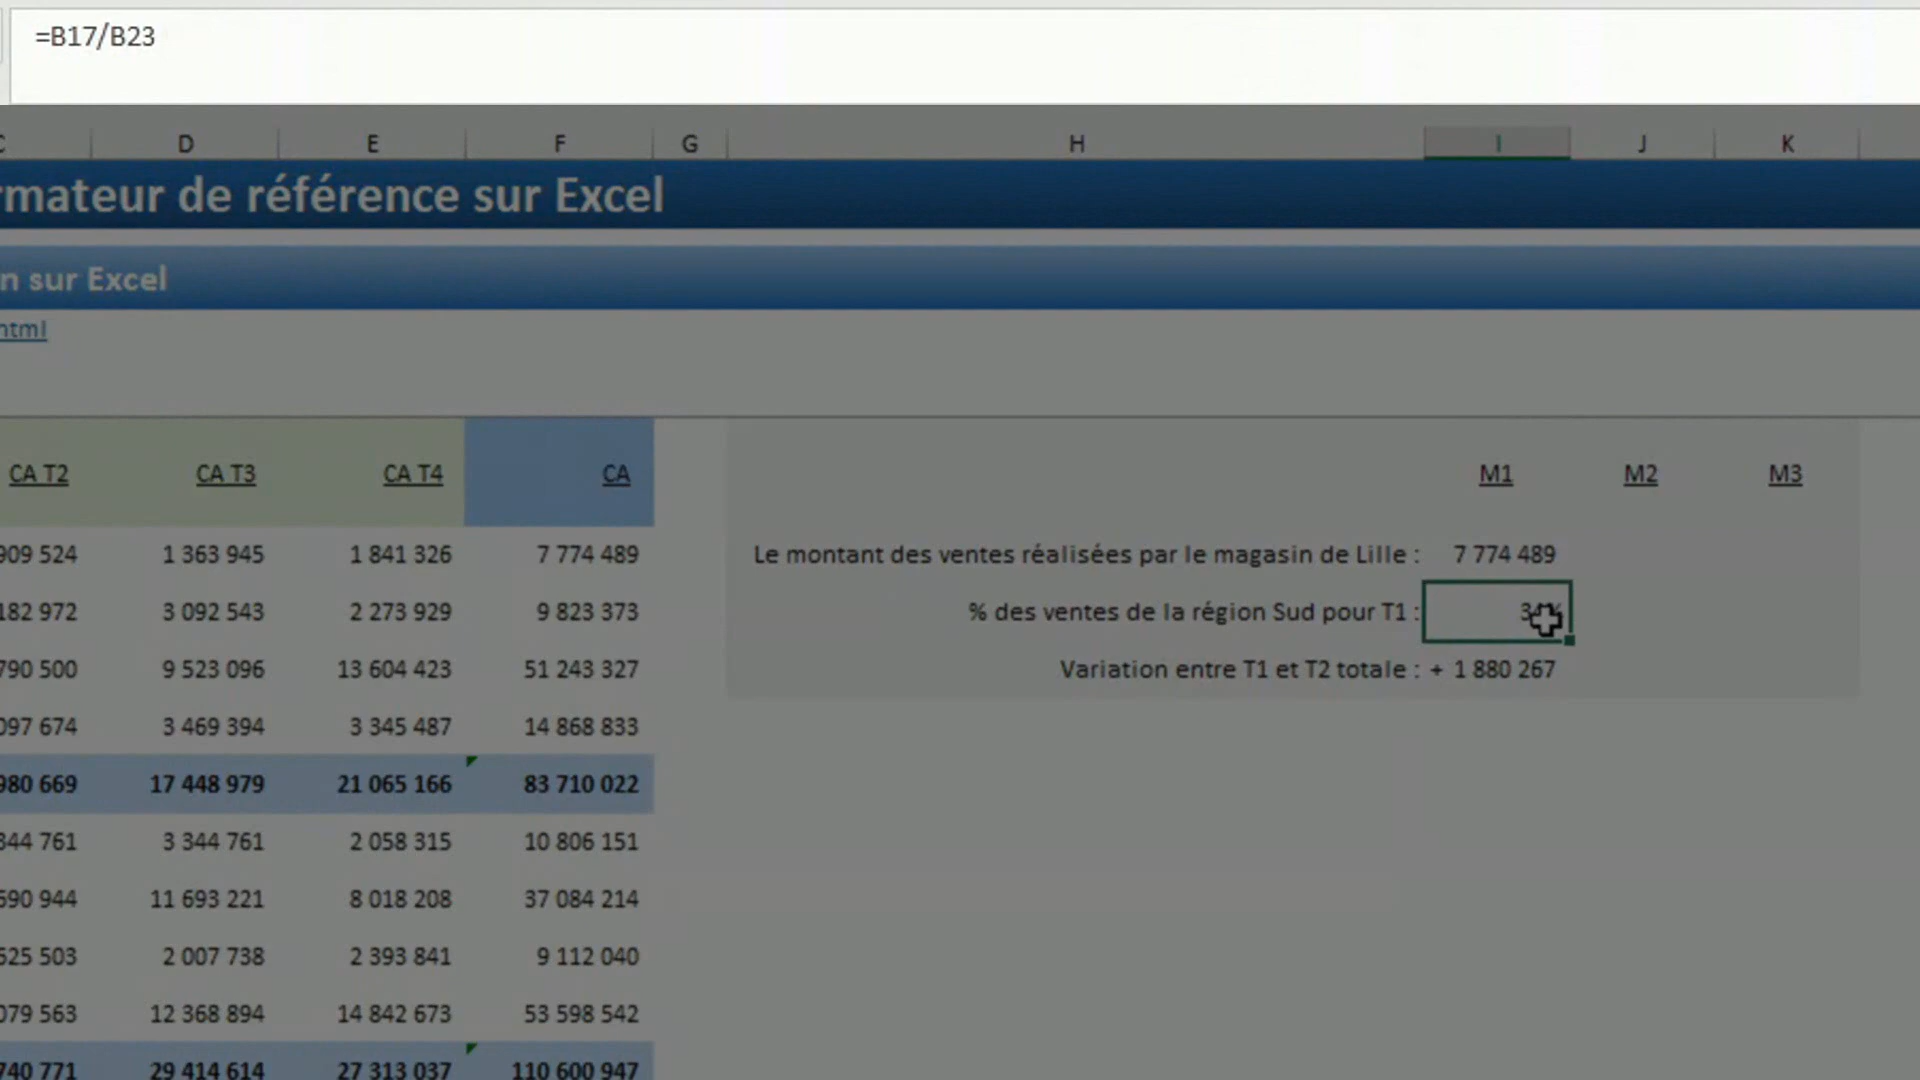 =B17/B23
D E F G H I J K
rmateur de référence sur Excel
n sur Excel
html
CA T2 CA T3 CA T4 CA M1 M2 M3
909 524 1 363 945 1 841 326 7 774 489 Le montant des ventes réalisées par le magasin de Lille : 7 774 489
182 972 3 092 543 2 273 929 9 823 373 % des ventes de la région Sud pour T1 :
790 500 9 523 096 13 604 423 51 243 327 Variation entre T1 et T2 totale : + 1 880 267
097 674 3 469 394 3 345 487 14 868 833
980 669 17 448 979 21 065 166 83 710 022
344 761 3 344 761 2 058 315 10 806 151
690 944 11 693 221 8 018 208 37 084 214
625 503 2 007 738 2 393 841 9 112 040
079 563 12 368 894 14 842 673 53 598 542
740 771 29 414 614 27 313 037 110 600 947